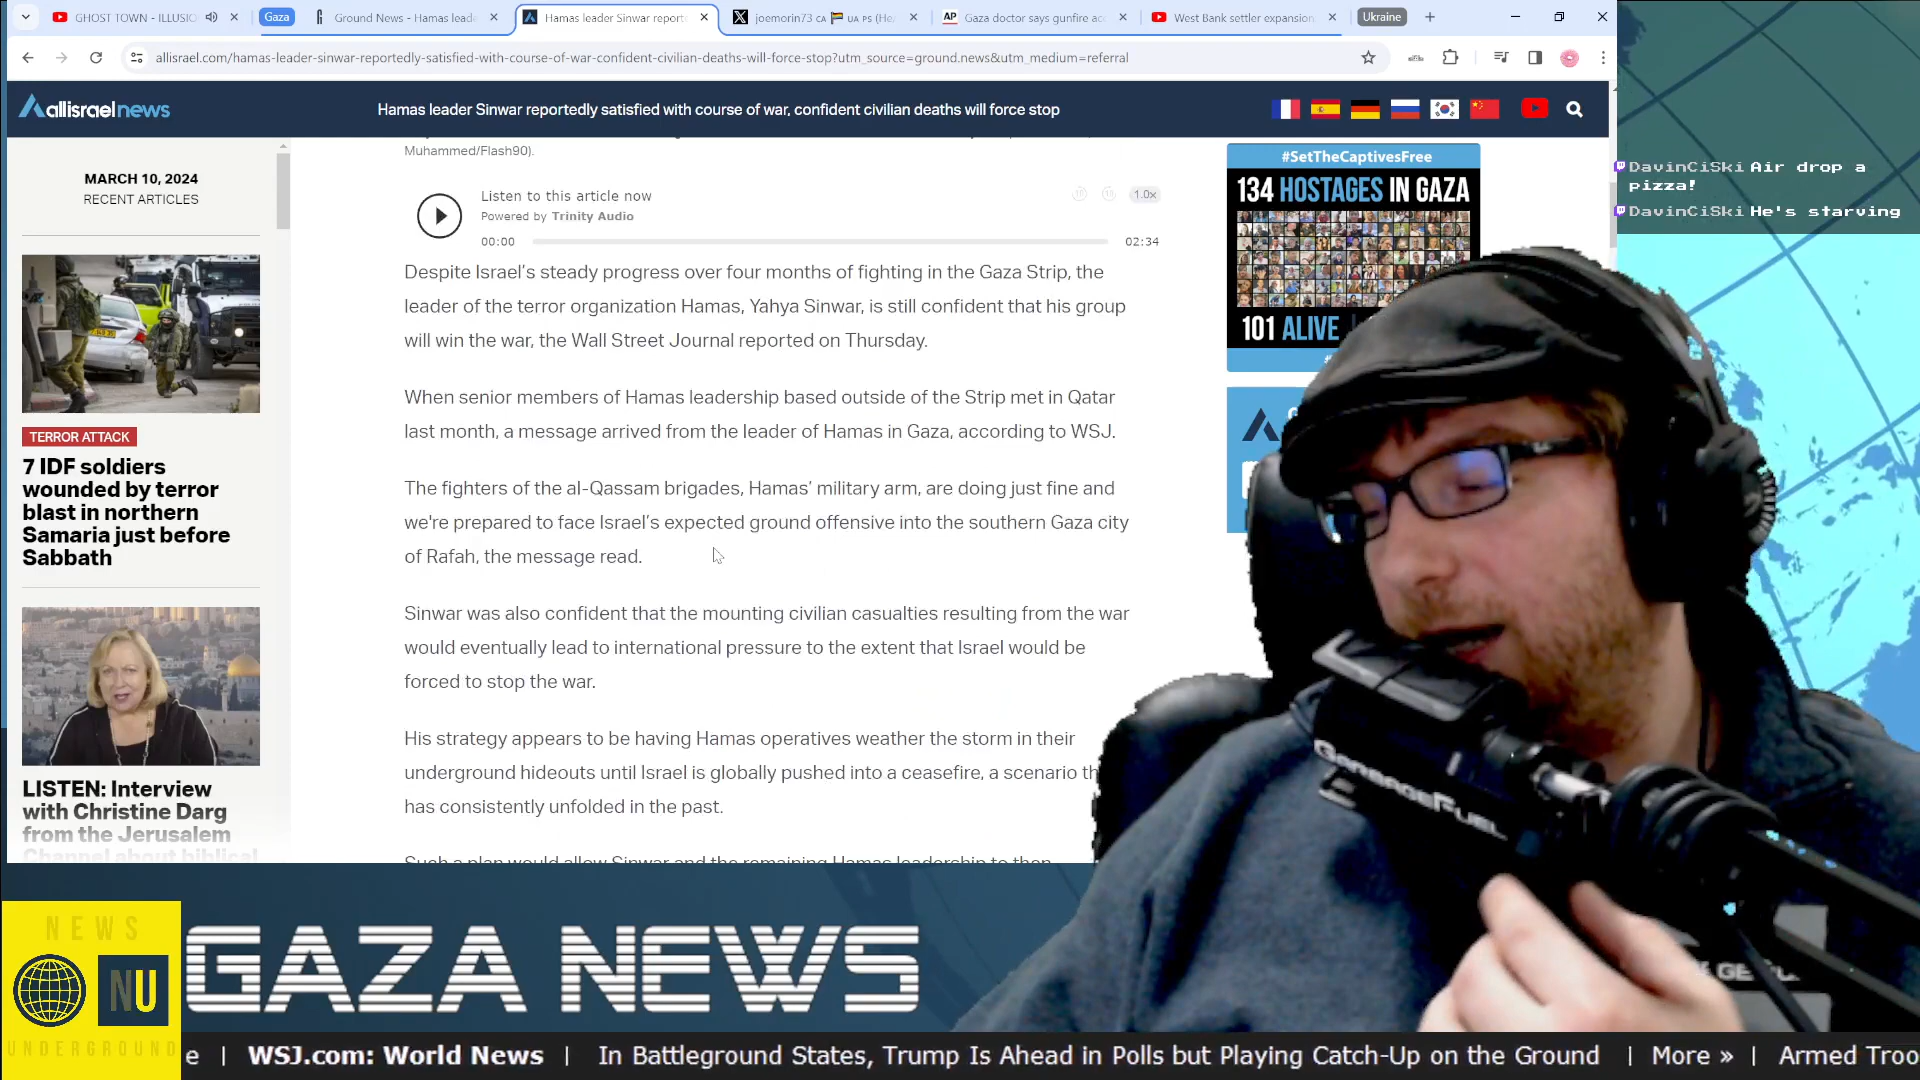 GHOST TOWN - ILLUSIO
Gaza
Ground News - Hamas lead
Hamas leader Sinwar report
joemorin73
Gaza doctor says gunfire ac
West Bank settler expansion
Ukraine
allisrael.com/hamas-leader-sinwar-reportedly-satisfied-with-course-of-war-confident-civilian-deaths-will-force-stop?utm_source=ground.news&utm_medium=referral
allisraelnews
Hamas leader Sinwar reportedly satisfied with course of war, confident civilian deaths will force stop
Muhammed/Flash90).
MARCH 10, 2024
RECENT ARTICLES
TERROR ATTACK
7 IDF soldiers
wounded by terror
blast in northern
Samaria just before
Sabbath
LISTEN: Interview
with Christine Darg
from the Jerusalem
Channel about biblical
Listen to this article now
Powered by Trinity Audio
1.0x
00:00
02:34
Despite Israel’s steady progress over four months of fighting in the Gaza Strip, the
leader of the terror organization Hamas, Yahya Sinwar, is still confident that his group
will win the war, the Wall Street Journal reported on Thursday.
When senior members of Hamas leadership based outside of the Strip met in Qatar
last month, a message arrived from the leader of Hamas in Gaza, according to WSJ.
The fighters of the al-Qassam brigades, Hamas’ military arm, are doing just fine and
we're prepared to face Israel’s expected ground offensive into the southern Gaza city
of Rafah, the message read.
Sinwar was also confident that the mounting civilian casualties resulting from the war
would eventually lead to international pressure to the extent that Israel would be
forced to stop the war.
His strategy appears to be having Hamas operatives weather the storm in their
underground hideouts until Israel is globally pushed into a ceasefire, a scenario th
has consistently unfolded in the past.
Such a plan would allow Sinwar and the remaining Hamas leadership to then
#SetTheCaptivesFree
134 HOSTAGES IN GAZA
101 ALIVE
DavinCiSki Air drop a
pizza!
DavinCiSki He's starving
NEWS
NU
UNDERGROUND
GAZA NEWS
e | WSJ.com: World News | In Battleground States, Trump Is Ahead in Polls but Playing Catch-Up on the Ground | More » | Armed Troo